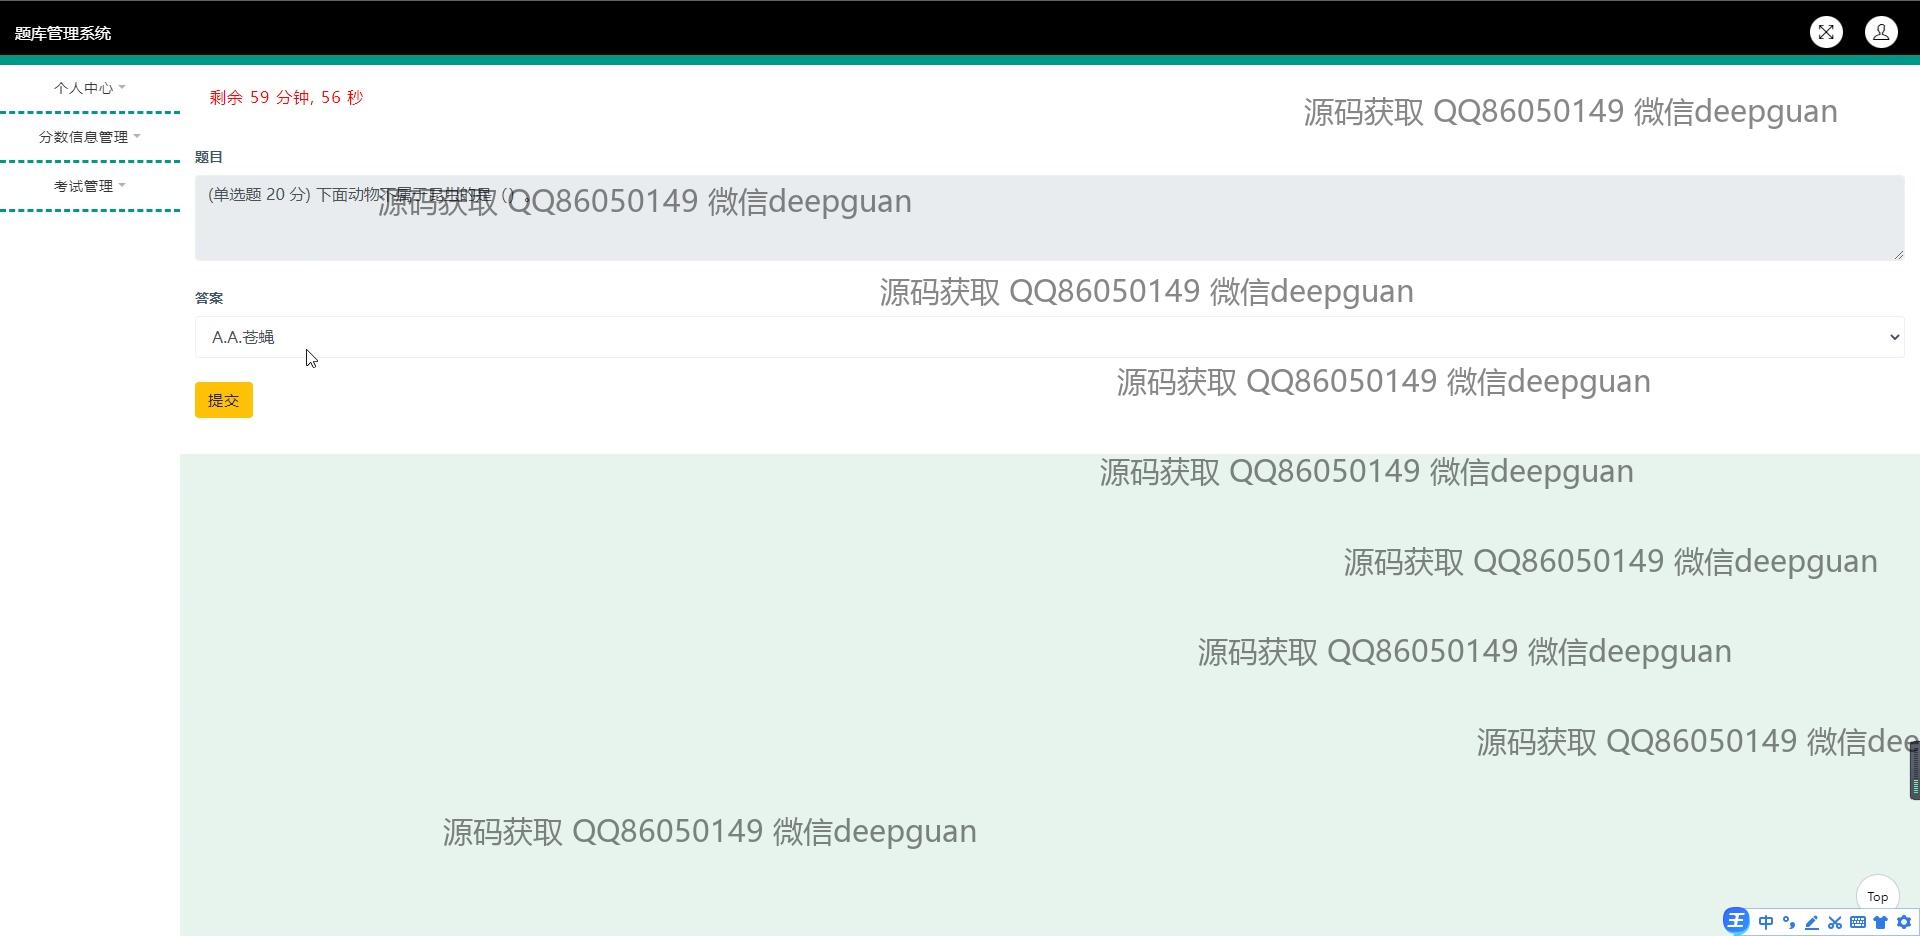 题库管理系统
个人中心
分数信息管理
考试管理
剩余 59 分钟, 56 秒
源码获取 QQ86050149 微信deepguan
题目
(单选题 20 分) 下面动物不属于昆虫的是（）。
源码获取 QQ86050149 微信deepguan
源码获取 QQ86050149 微信deepguan
答案
A.A.苍蝇
源码获取 QQ86050149 微信deepguan
提交
源码获取 QQ86050149 微信deepguan
源码获取 QQ86050149 微信deepguan
源码获取 QQ86050149 微信deepguan
源码获取 QQ86050149 微信dee
源码获取 QQ86050149 微信deepguan
Top
王 中